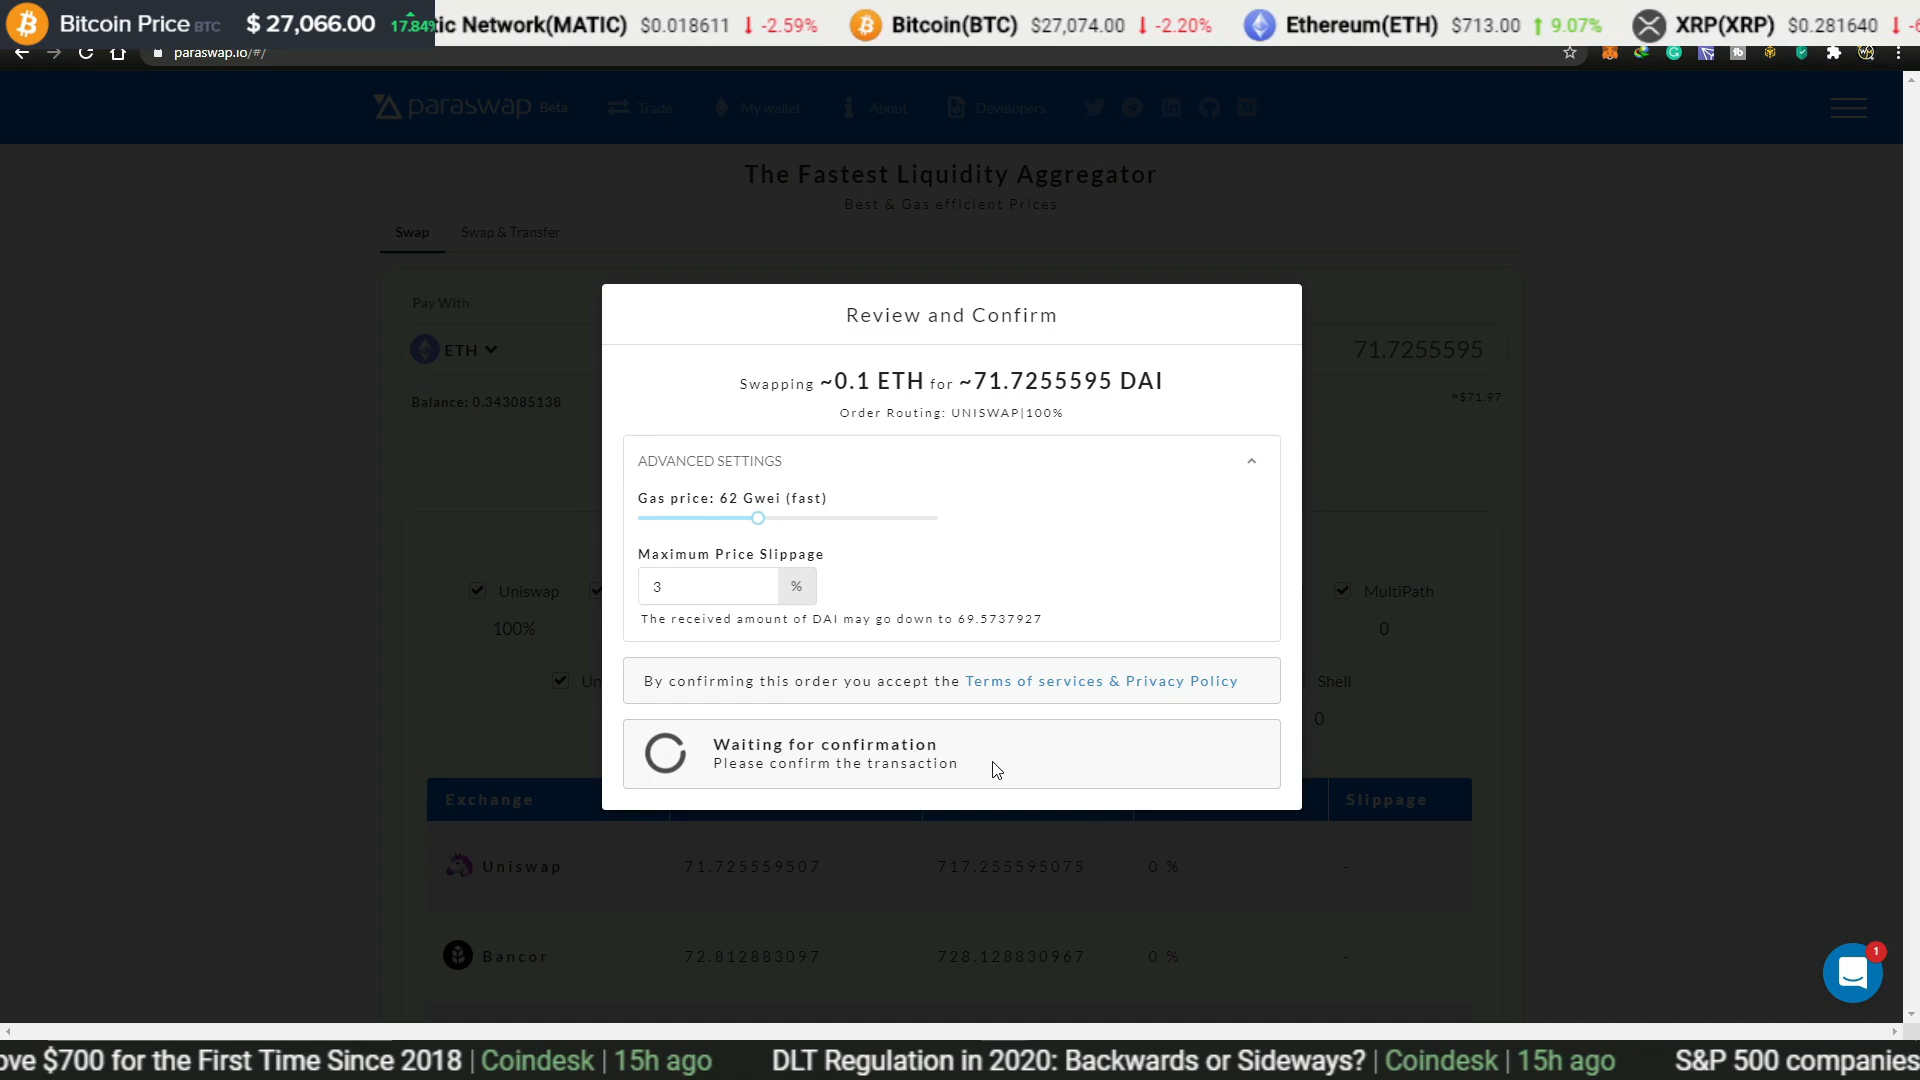 Bitcoin Price BTC $ 27,066.00 17.84%
tic Network(MATIC) $0.018611 -2.59% Bitcoin(BTC) $27,074.00 -2.20% Ethereum(ETH) $713.00 9.07% XRP(XRP) $0.281640
paraswap.io/#/
paraswap Beta Trade My wallet About Developers
The Fastest Liquidity Aggregator
Best & Gas efficient Prices
Swap Swap & Transfer
Pay With
ETH 71.7255595
Balance: 0.343085138 ≈$71.97
Review and Confirm
Swapping ~0.1 ETH for ~71.7255595 DAI
Order Routing: UNISWAP|100%
ADVANCED SETTINGS
Gas price: 62 Gwei (fast)
Maximum Price Slippage
3 %
The received amount of DAI may go down to 69.5737927
By confirming this order you accept the Terms of services & Privacy Policy
Waiting for confirmation
Please confirm the transaction
Uniswap MultiPath
100% 0
Un Shell
0
Exchange Slippage
Uniswap 71.725559507 717.255595075 0 % -
Bancor 72.812883097 728.128830967 0 % -
1
ove $700 for the First Time Since 2018 | Coindesk | 15h ago DLT Regulation in 2020: Backwards or Sideways? | Coindesk | 15h ago S&P 500 companies